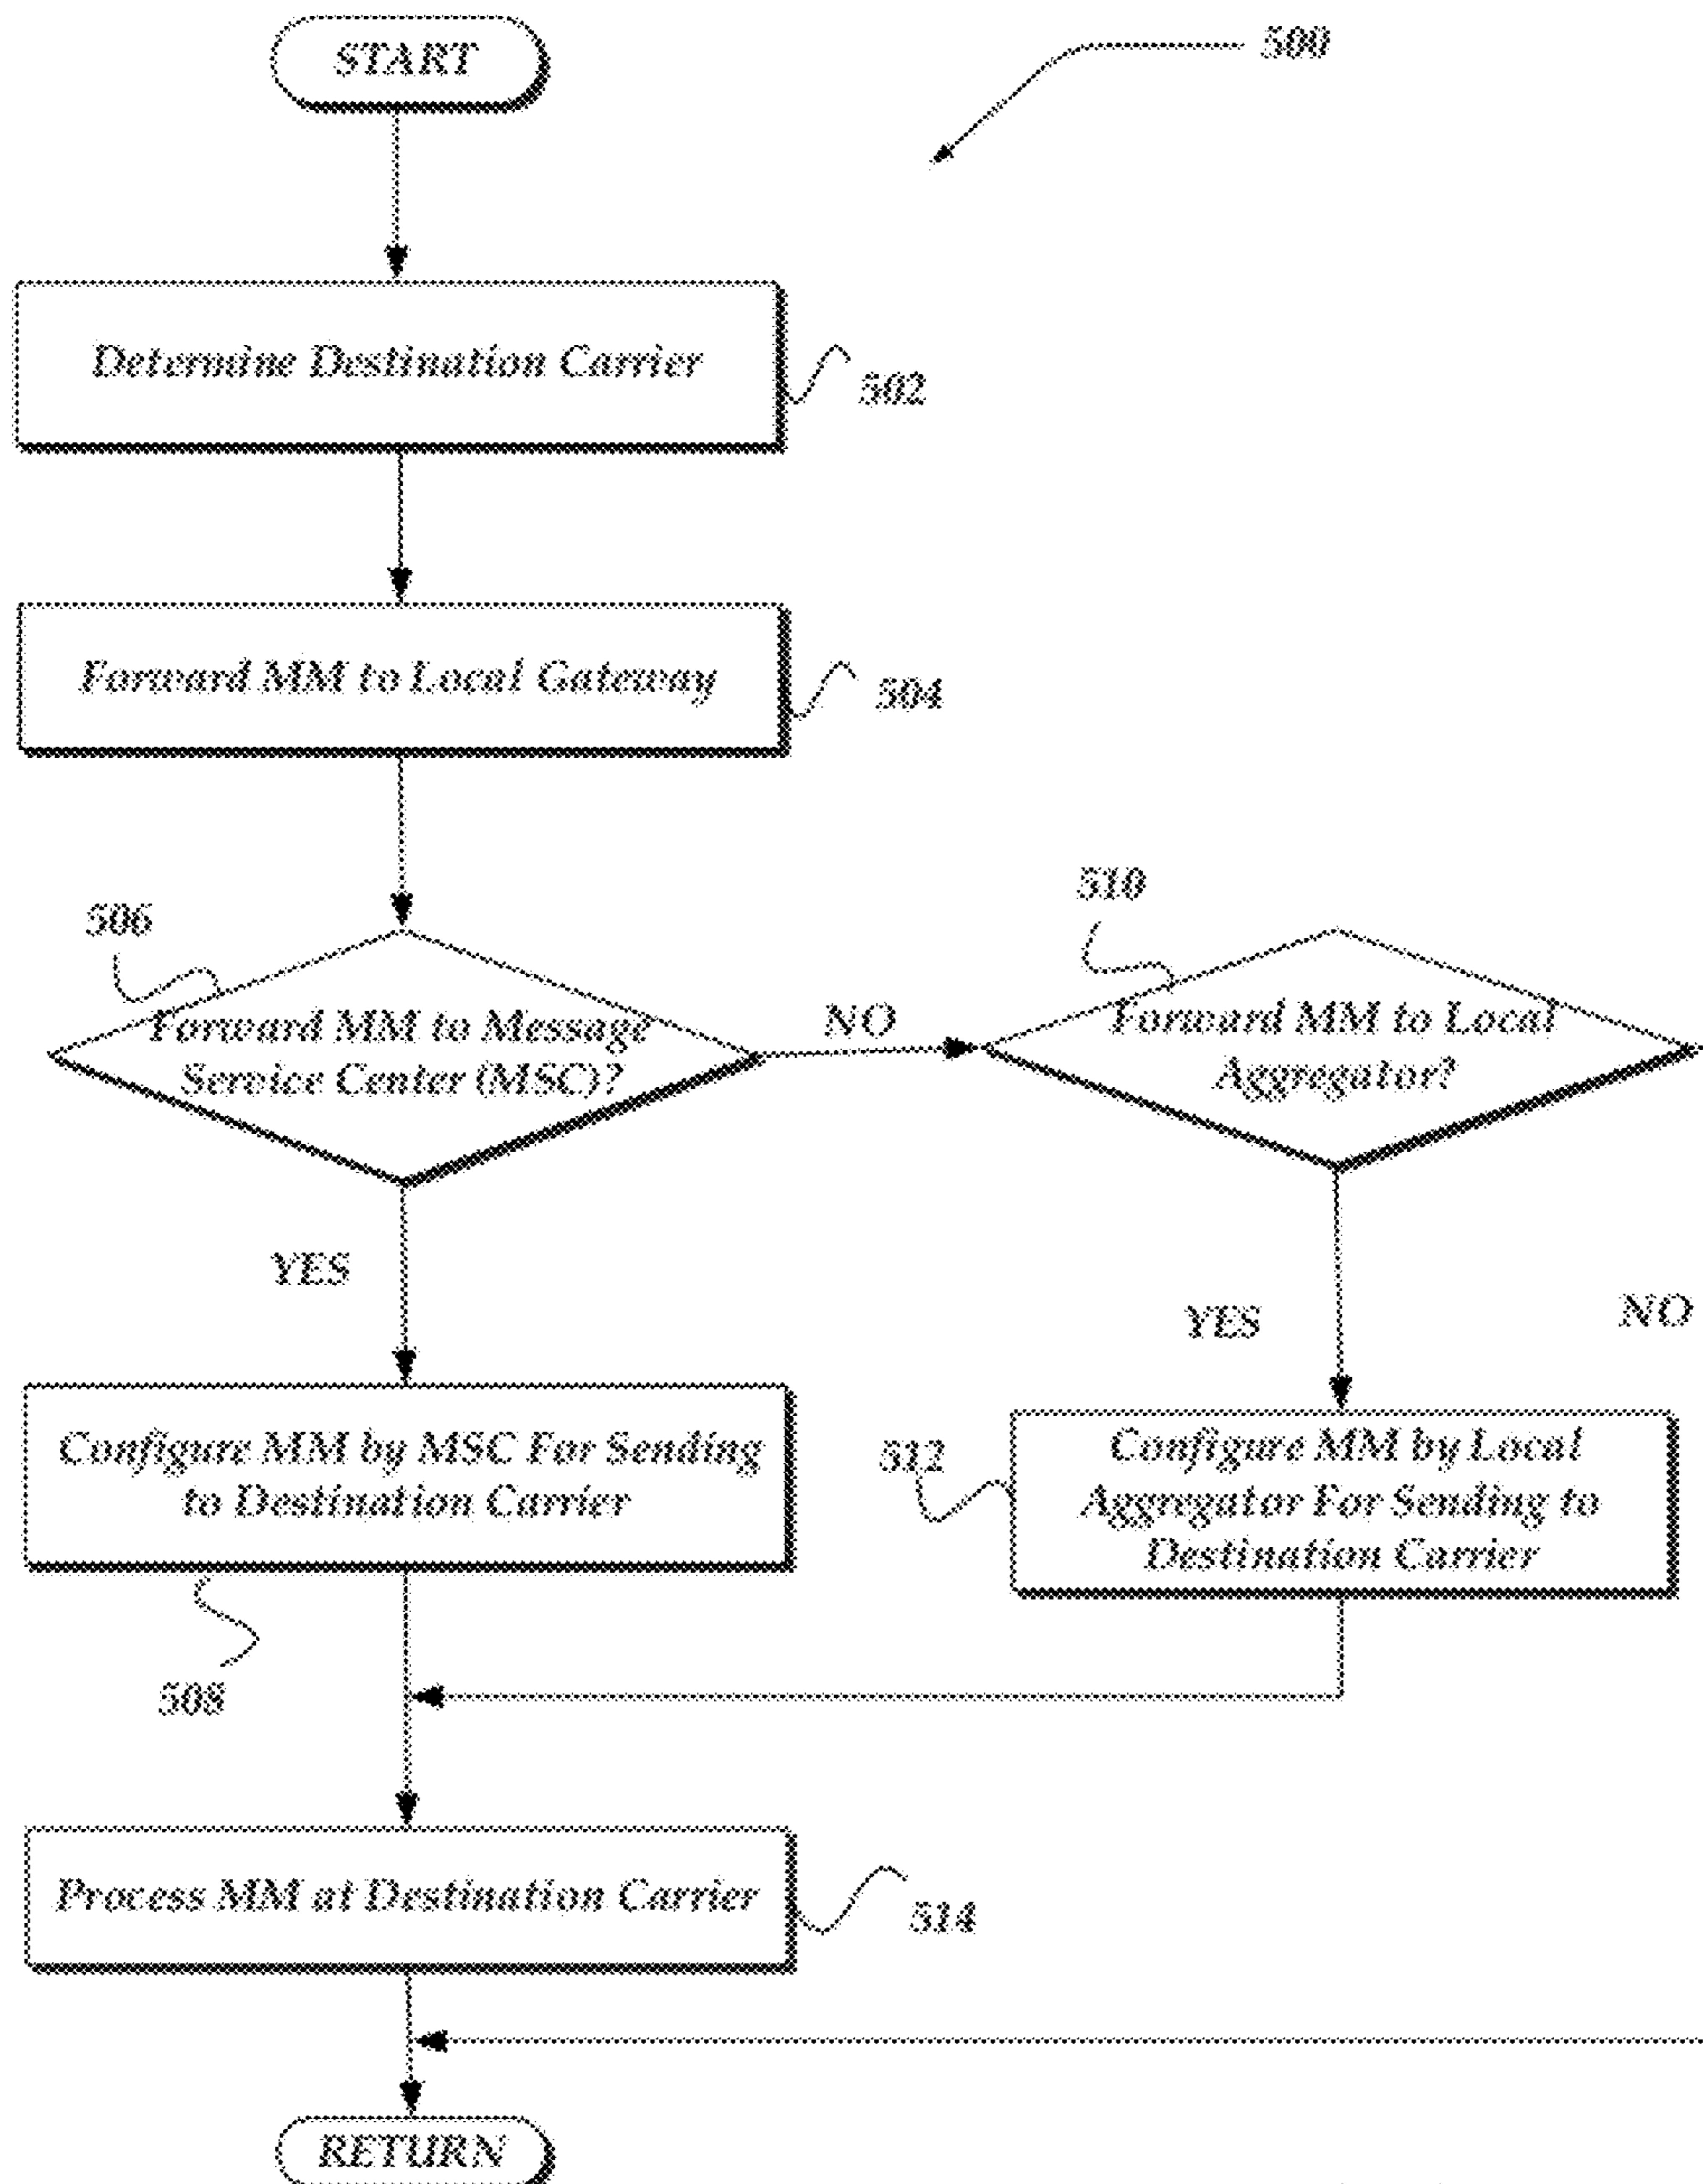 START
500
Determine Destination Carrier
502
Forward MM to Local Gateway
504
506
Forward MM to Message
Service Center (MSC)?
NO
510
Forward MM to Local
Aggregator?
YES
YES
NO
Configure MM by MSC For Sending
to Destination Carrier
508
512
Configure MM by Local
Aggregator For Sending to
Destination Carrier
Process MM at Destination Carrier
514
RETURN